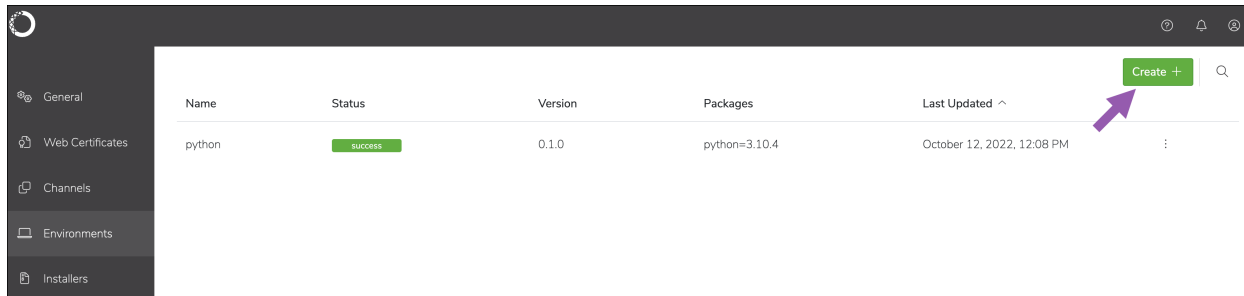 Create +
General
Name Status Version Packages Last Updated
Web Certificates
python success 0.1.0 python=3.10.4 October 12, 2022, 12:08 PM
Channels
Environments
Installers